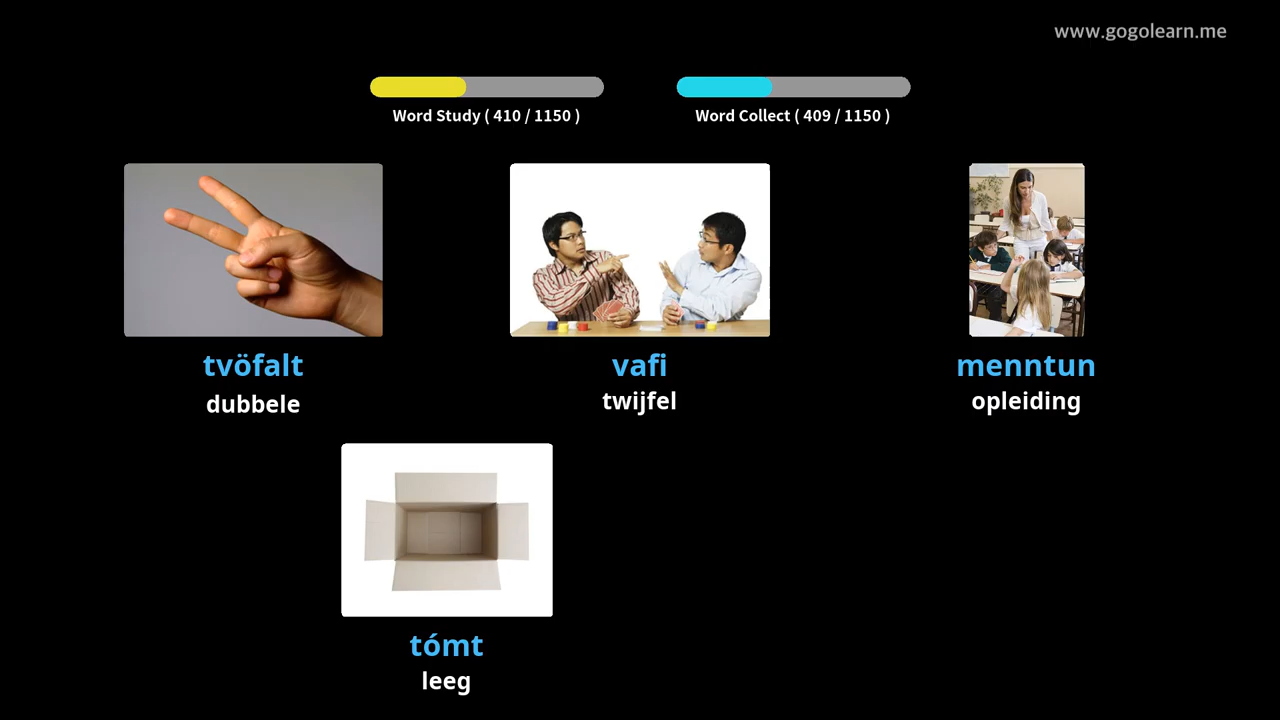 www.gogolearn.me
Word Study ( 410 / 1150 )
Word Collect ( 409 / 1150 )
tvöfalt
dubbele
vafi
twijfel
menntun
opleiding
tómt
leeg